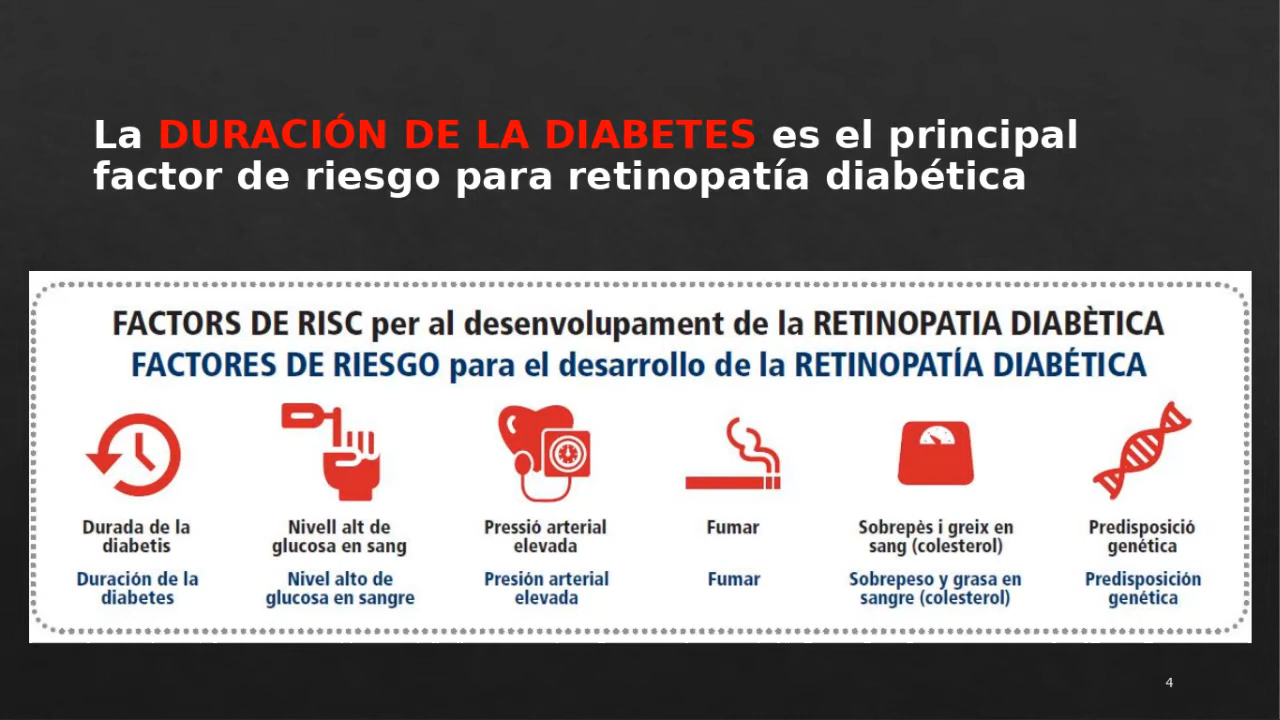 La DURACIÓN DE LA DIABETES es el principal
factor de riesgo para retinopatía diabética
FACTORS DE RISC per al desenvolupament de la RETINOPATIA DIABÈTICA
FACTORES DE RIESGO para el desarrollo de la RETINOPATÍA DIABÉTICA
Durada de la
diabetis
Duración de la
diabetes
Nivell alt de
glucosa en sang
Nivel alto de
glucosa en sangre
Pressió arterial
elevada
Presión arterial
elevada
Fumar
Fumar
Sobrepès i greix en
sang (colesterol)
Sobrepeso y grasa en
sangre (colesterol)
Predisposició
genètica
Predisposición
genética
4